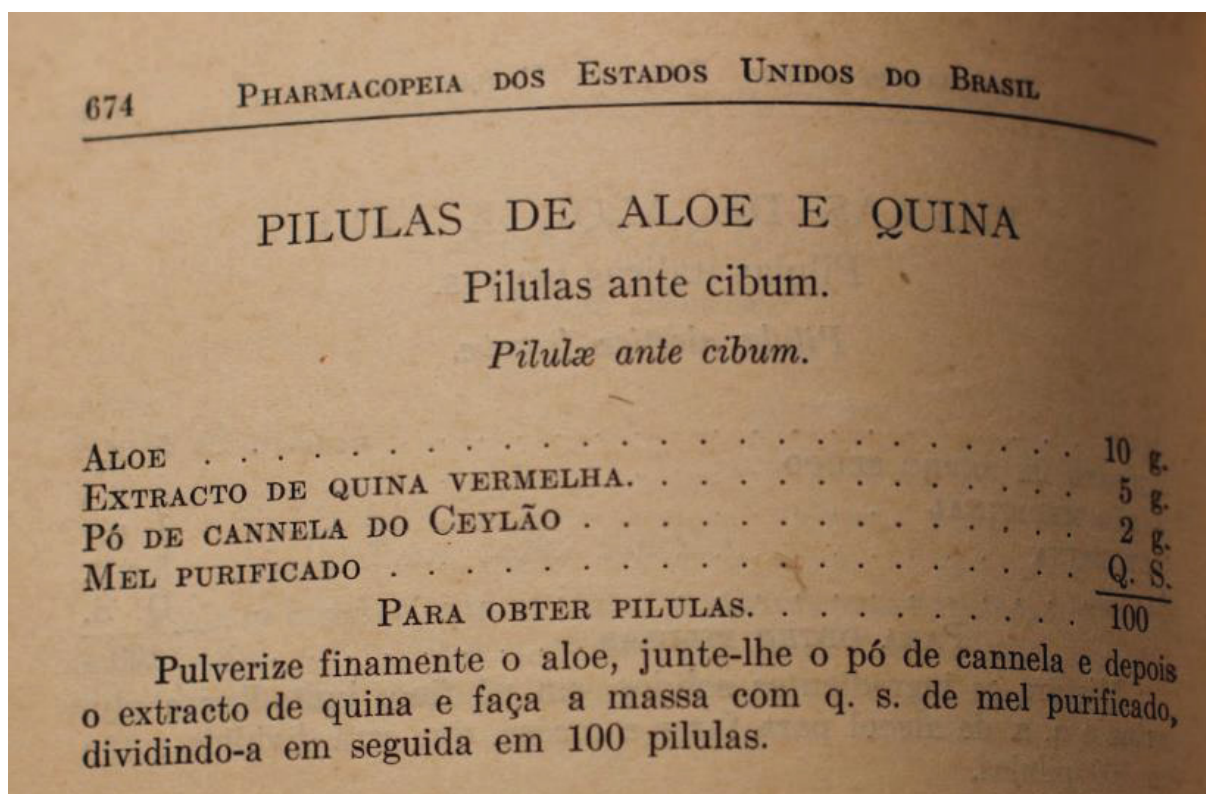 674 PHARMACOPEIA DOS ESTADOS UNIDOS DO BRASIL
PILULAS DE ALOE E QUINA
Pilulas ante cibum.
Pilulæ ante cibum.
ALOE . . . . . . . . . . . . . . . . . . . . . . . 10 g.
EXTRACTO DE QUINA VERMELHA. . . . . . . . . . . . . 5 g.
PÓ DE CANNELA DO CEYLÃO . . . . . . . . . . . . . . 2 g.
MEL PURIFICADO . . . . . . . . . . . . . . . . . . Q. S.
PARA OBTER PILULAS. . . . . . . . . . 100
Pulverize finamente o aloe, junte-lhe o pó de cannela e depois
o extracto de quina e faça a massa com q. s. de mel purificado,
dividindo-a em seguida em 100 pilulas.